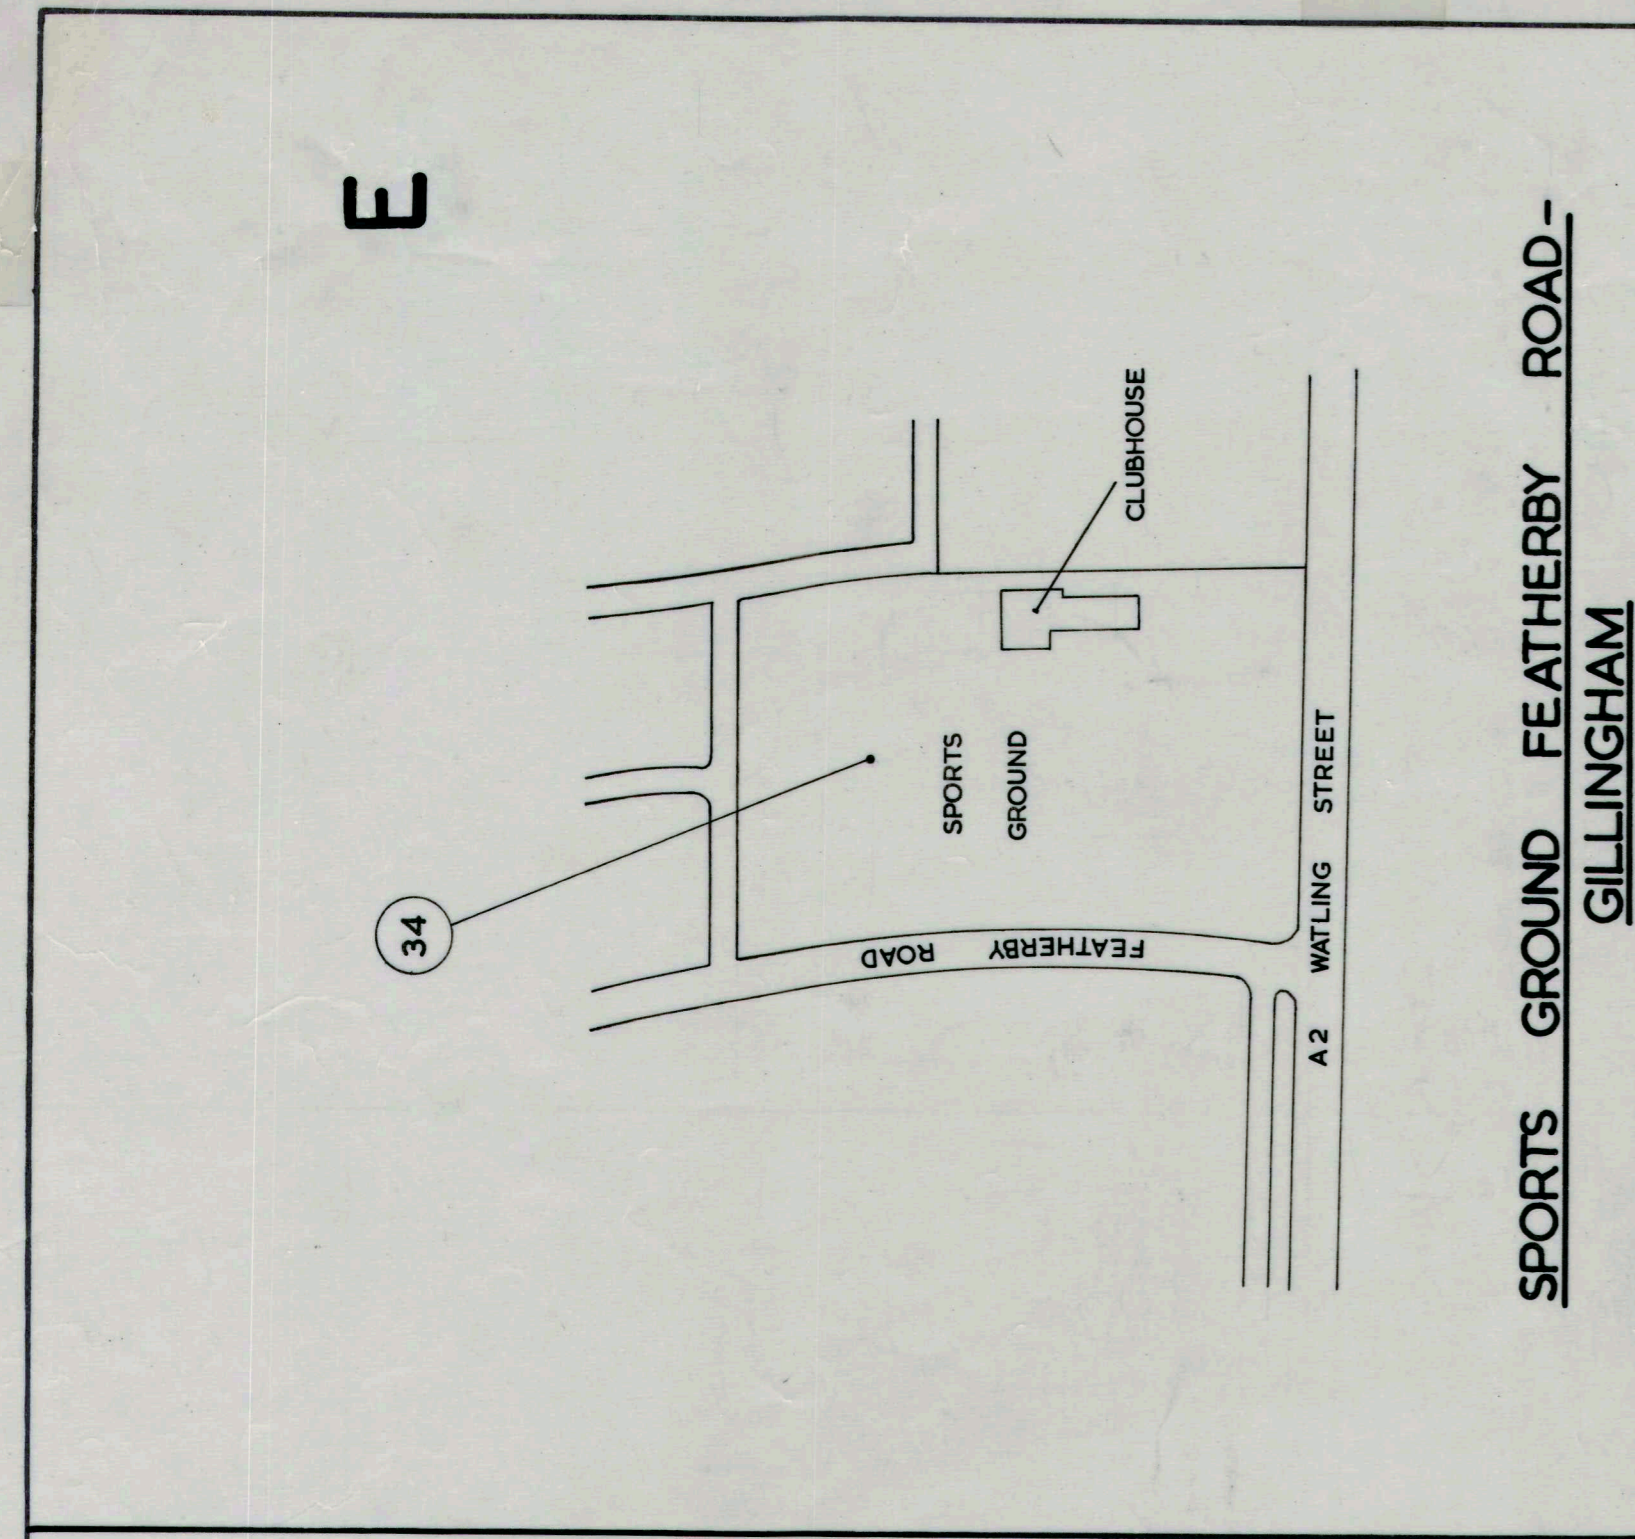 E
34
SPORTS
GROUND
CLUBHOUSE
FEATHERBY ROAD
A2 WATLING STREET
SPORTS GROUND FEATHERBY ROAD-
GILLINGHAM